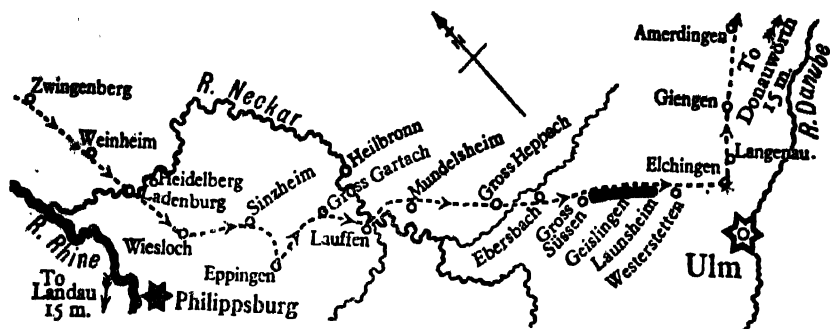 Zwingenberg
Weinheim
R. Neckar
N
Heidelberg
Ladenburg
Wiesloch
Sinzheim
Eppingen
Heilbronn
Gross Gartach
Lauffen
Mundelsheim
Gross Heppach
Ebersbach
Gross
Süssen
Geislingen
Launsheim
Westerstetten
Elchingen
Langenau.
Giengen
Amerdingen
To
Donauwörth
15 m.
R. Danube
Ulm
R. Rhine
To
Landau
15 m.
Philippsburg